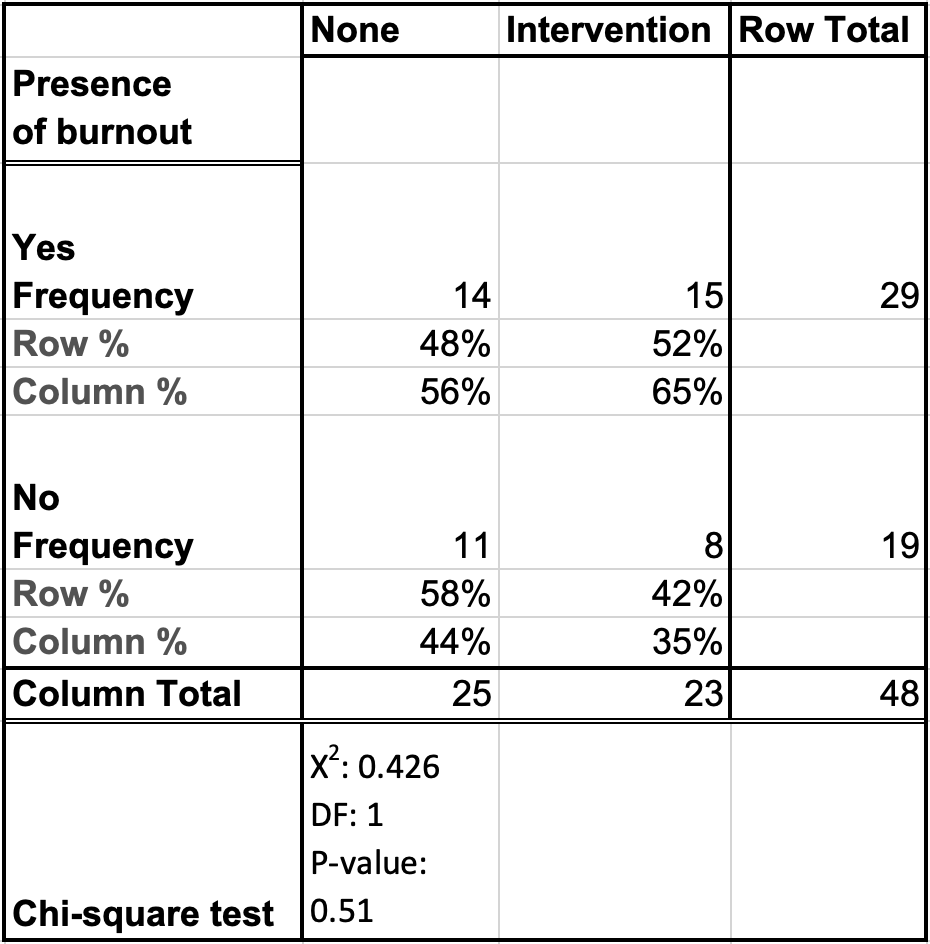 None Intervention Row Total
Presence
of burnout
Yes
Frequency 14 15 29
Row % 48% 52%
Column % 56% 65%
No
Frequency 11 8 19
Row % 58% 42%
Column % 44% 35%
Column Total 25 23 48
X²: 0.426
DF: 1
P-value:
Chi-square test 0.51